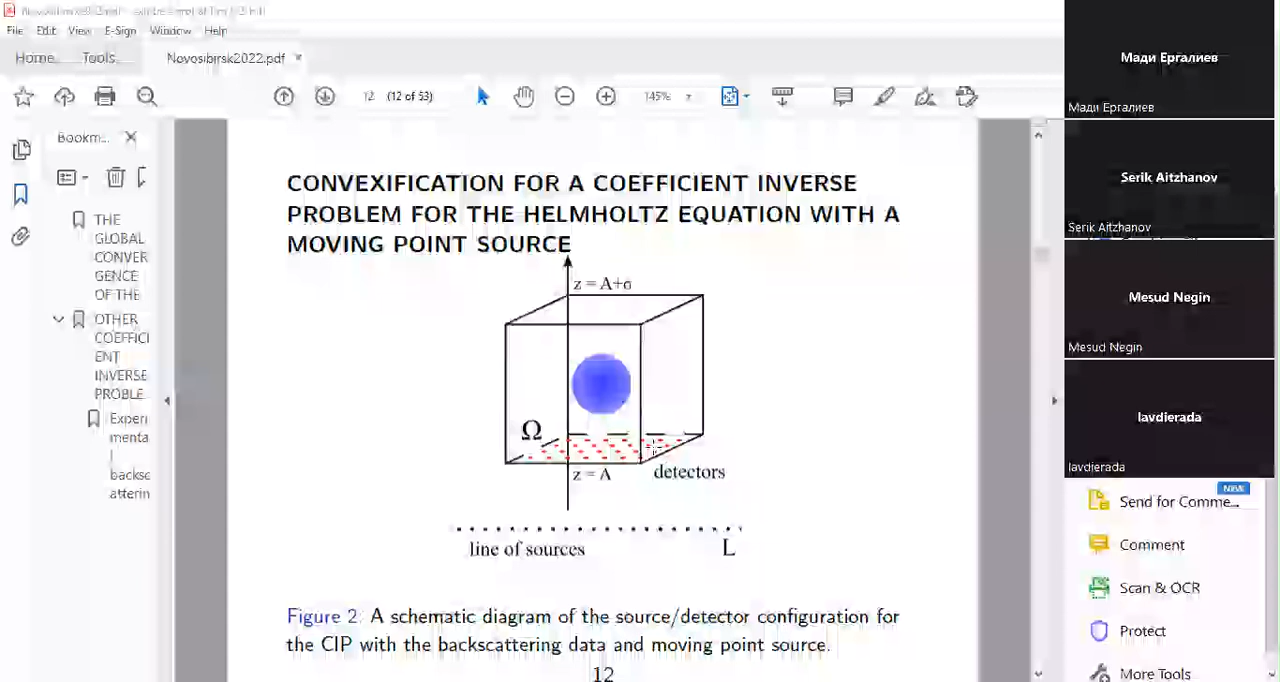 File Edit View E-Sign Window Help
Home Tools Novosibirsk2022.pdf
12 (12 of 53) 145%
Bookm...
THE
GLOBAL
CONVER
GENCE
OF THE
OTHER
COEFFICI
ENT
INVERSE
PROBLE
Experi
menta
l
backsc
atterin
CONVEXIFICATION FOR A COEFFICIENT INVERSE
PROBLEM FOR THE HELMHOLTZ EQUATION WITH A
MOVING POINT SOURCE
z = A+σ
Ω
z = A
detectors
line of sources
L
Figure 2: A schematic diagram of the source/detector configuration for
the CIP with the backscattering data and moving point source.
12
Мади Ергалиев
Мади Ергалиев
Serik Aitzhanov
Serik Aitzhanov
Mesud Negin
Mesud Negin
lavdierada
lavdierada
NEW
Send for Comme...
Comment
Scan & OCR
Protect
More Tools